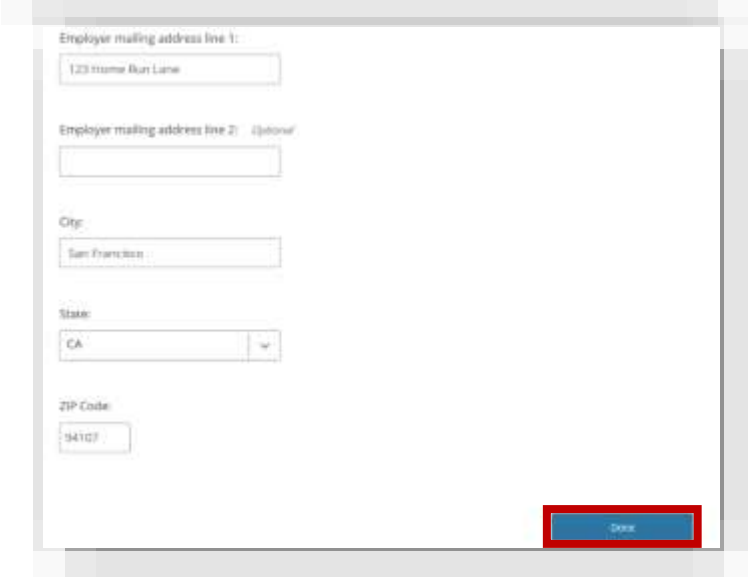 Employer mailing address line 1:
123 Home Run Lane
Employer mailing address line 2: Optional
City:
San Francisco
State:
CA
ZIP Code:
94107
Done